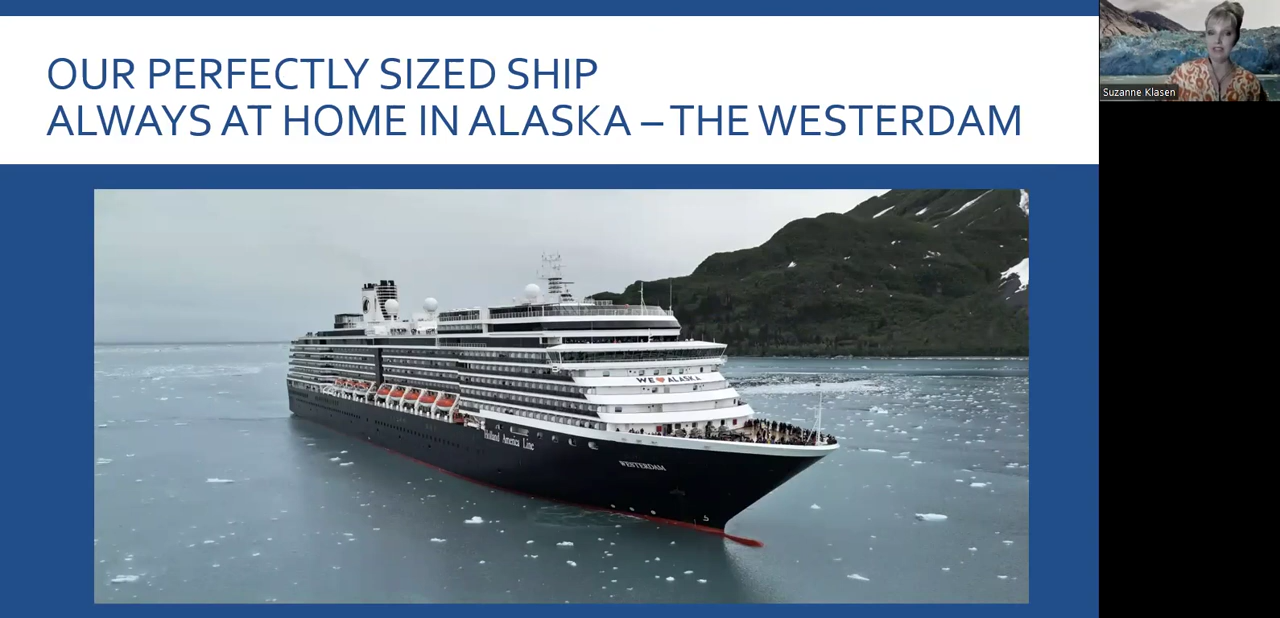 OUR PERFECTLY SIZED SHIP
ALWAYS AT HOME IN ALASKA – THE WESTERDAM
Suzanne Klasen
WE ❤ ALASKA
Holland America Line
WESTERDAM